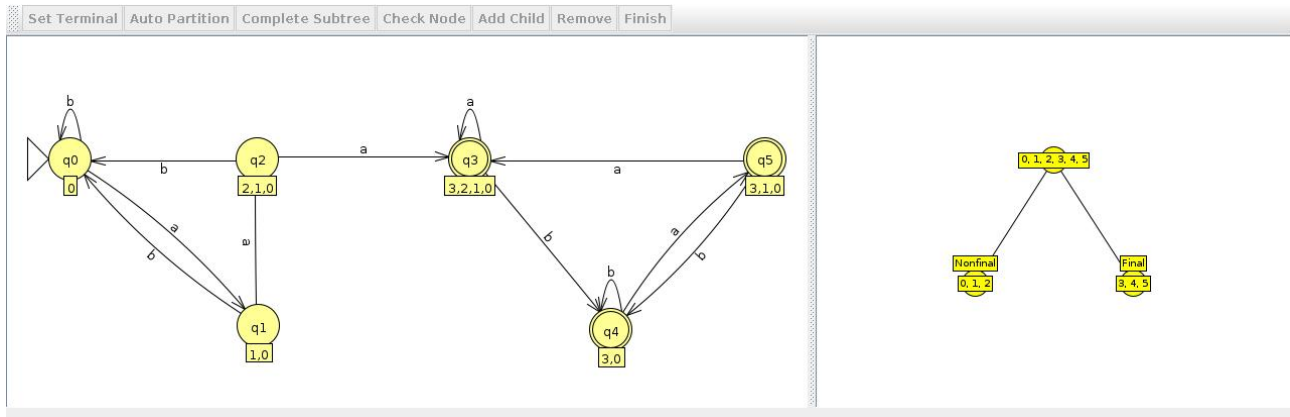 Set Terminal Auto Partition Complete Subtree Check Node Add Child Remove Finish
b
a
q0
q2
a
q3
q5
b
a
0
2,1,0
3,2,1,0
3,1,0
a
b
a
b
a
b
b
q1
q4
1,0
3,0
0, 1, 2, 3, 4, 5
Nonfinal
Final
0, 1, 2
3, 4, 5